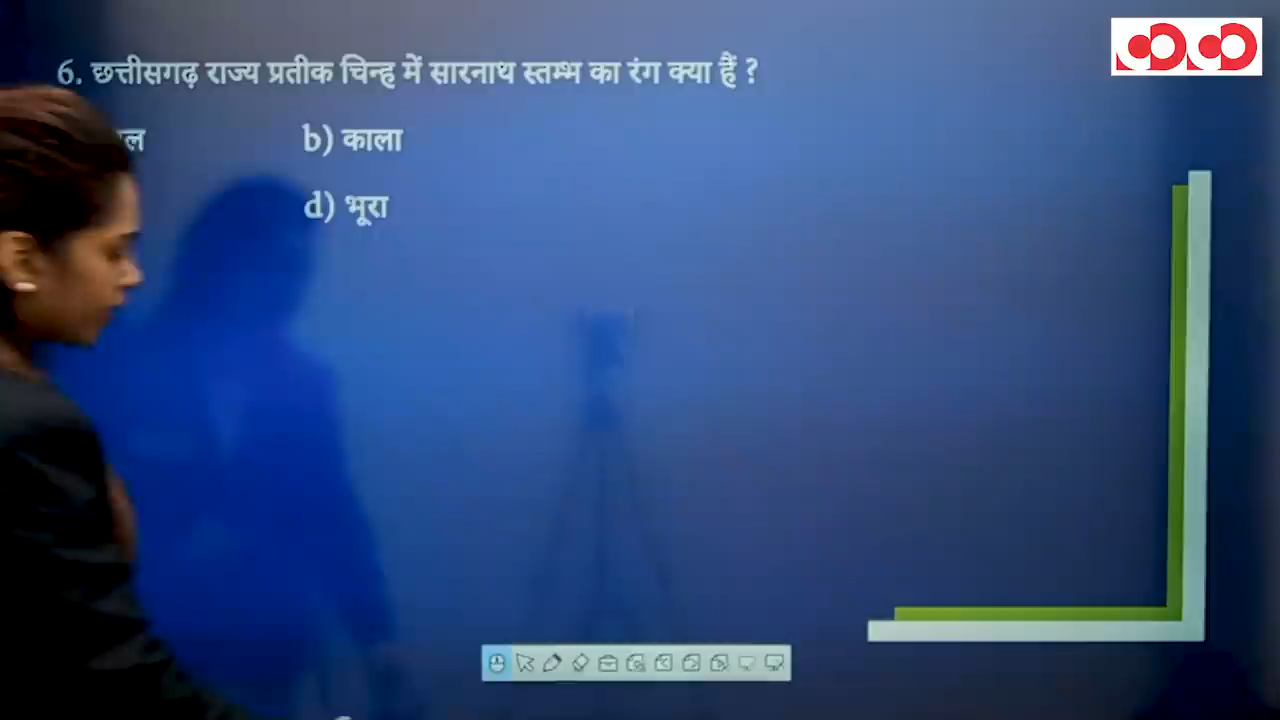 6. छत्तीसगढ़ राज्य प्रतीक चिन्ह में सारनाथ स्तम्भ का रंग क्या हैं ?
b) काला
d) भूरा